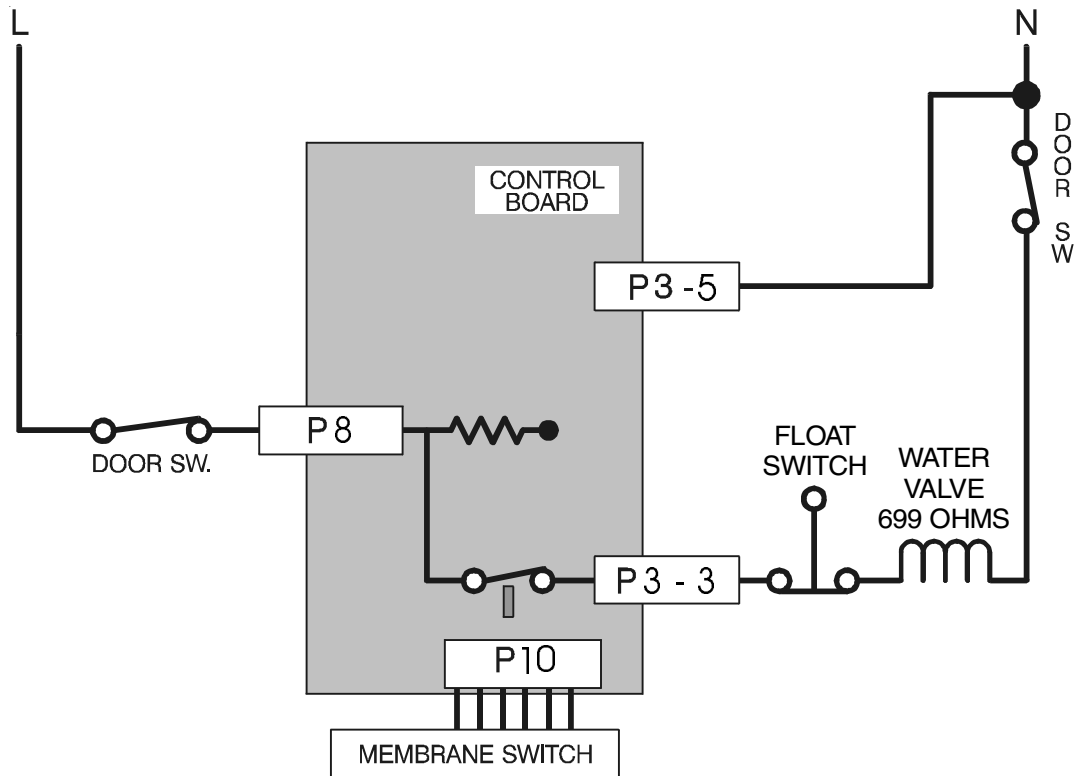 L
N
DOOR SW
CONTROL
BOARD
P3-5
P8
DOOR SW.
FLOAT
SWITCH
WATER
VALVE
699 OHMS
P3-3
P10
MEMBRANE SWITCH